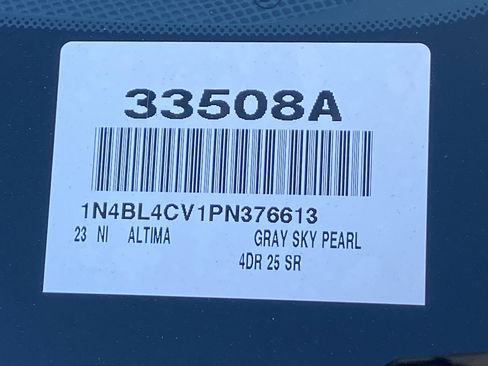 33508A
1N4BL4CV1PN376613
23 NI ALTIMA GRAY SKY PEARL
4DR 25 SR